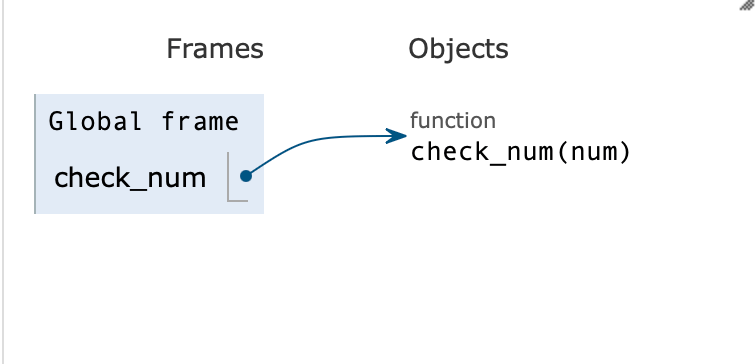 Frames
Objects
Global frame
check_num
function
check_num(num)